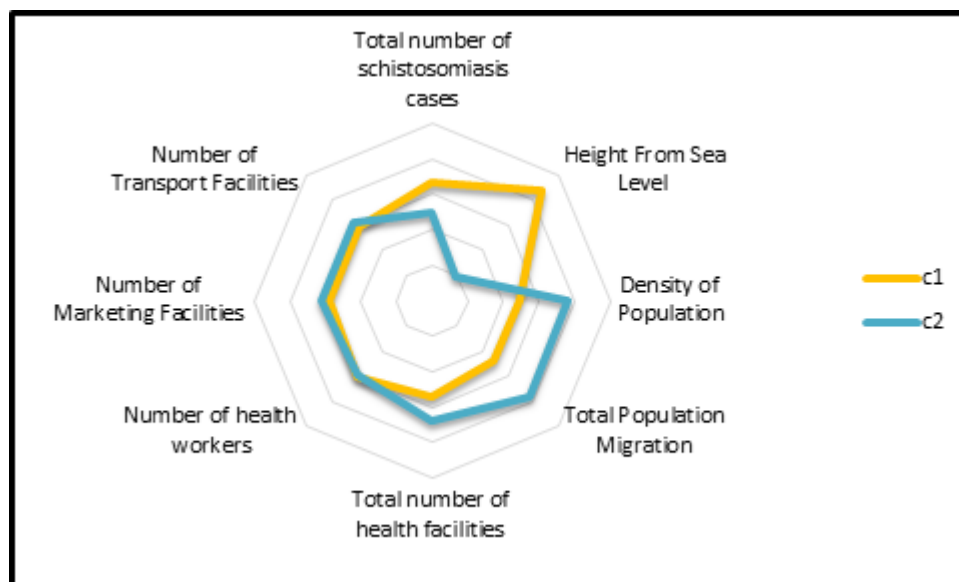 Total number of
schistosomiasis
cases
Number of
Transport Facilities
Height From Sea
Level
Number of
Marketing Facilities
Density of
Population
c1
c2
Number of health
workers
Total Population
Migration
Total number of
health facilities